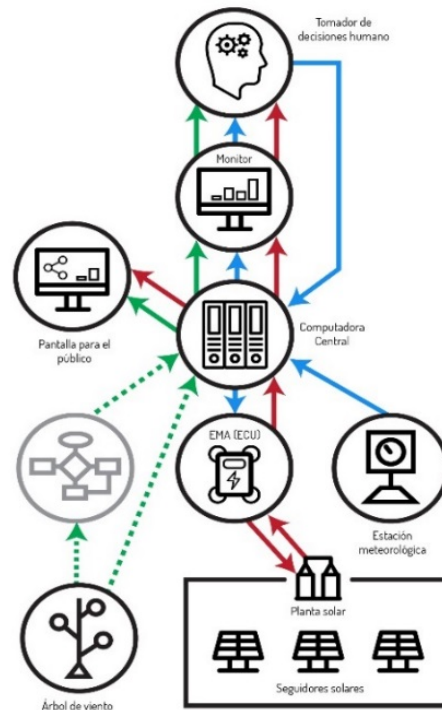 Tomador de
decisiones humano
Monitor
Pantalla para el
público
Computadora
Central
EMA (ECU)
Estación
meteorológica
Planta solar
Seguidores solares
Árbol de viento